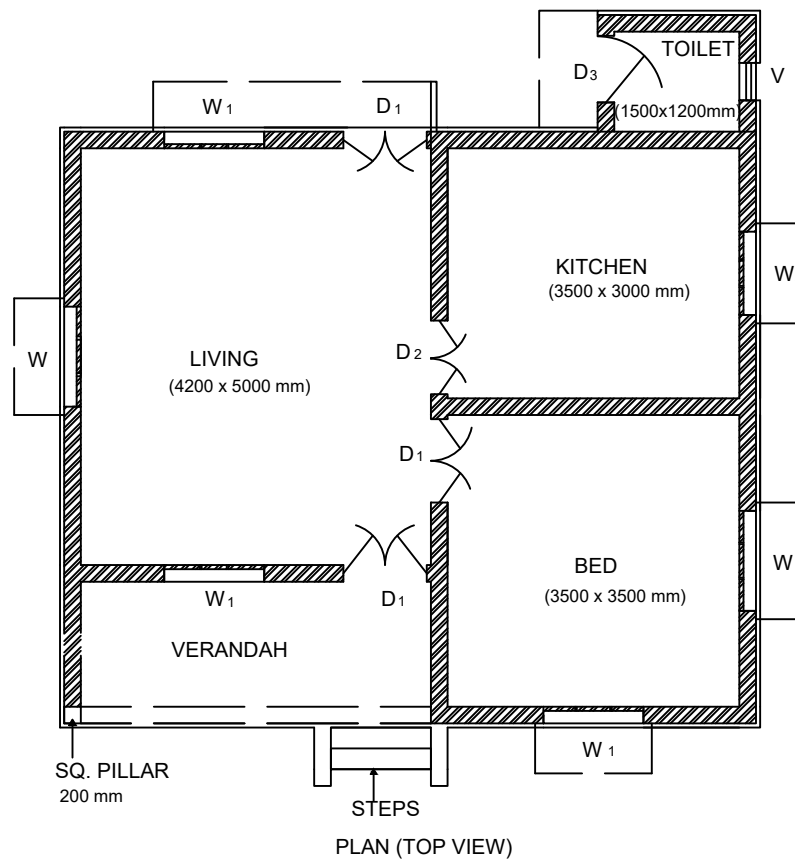 TOILET
D3
V
(1500x1200mm)
W1
D1
KITCHEN
(3500 x 3000 mm)
W
D2
LIVING
(4200 x 5000 mm)
W
D1
BED
(3500 x 3500 mm)
W
W1
D1
VERANDAH
W1
SQ. PILLAR
200 mm
STEPS
PLAN (TOP VIEW)